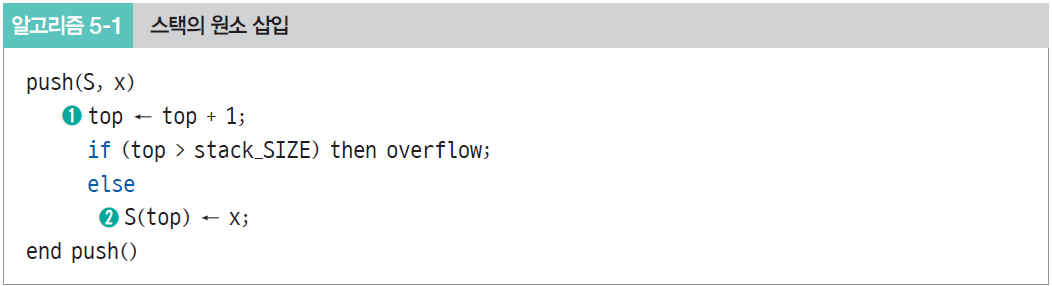 알고리즘 5-1 스택의 원소 삽입
push(S, x)
❶ top ← top + 1;
if (top > stack_SIZE) then overflow;
else
❷ S(top) ← x;
end push()